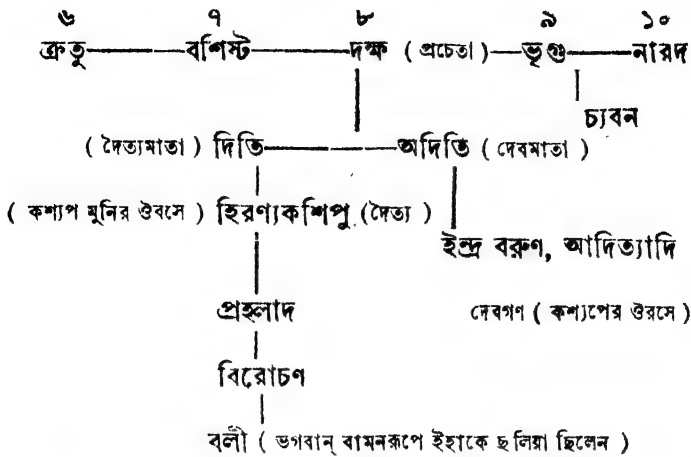 ৬ ৭ ৮ ৯ ১০
ক্রতু বশিস্ট দক্ষ ( প্রচেতা ) ভৃগু নারদ
চ্যবন
( দৈত্যমাতা ) দিতি অদিতি ( দেবমাতা )
( কশ্যপ মুনির ঔরসে ) হিরণ্যকশিপু ( দৈত্য )
ইন্দ্র বরুণ, আদিত্যাদি
প্রহ্লাদ দেবগণ ( কশ্যপের ঔরসে )
বিরোচণ
বলী ( ভগবান্ বামনরূপে ইহাকে ছলিয়া ছিলেন )